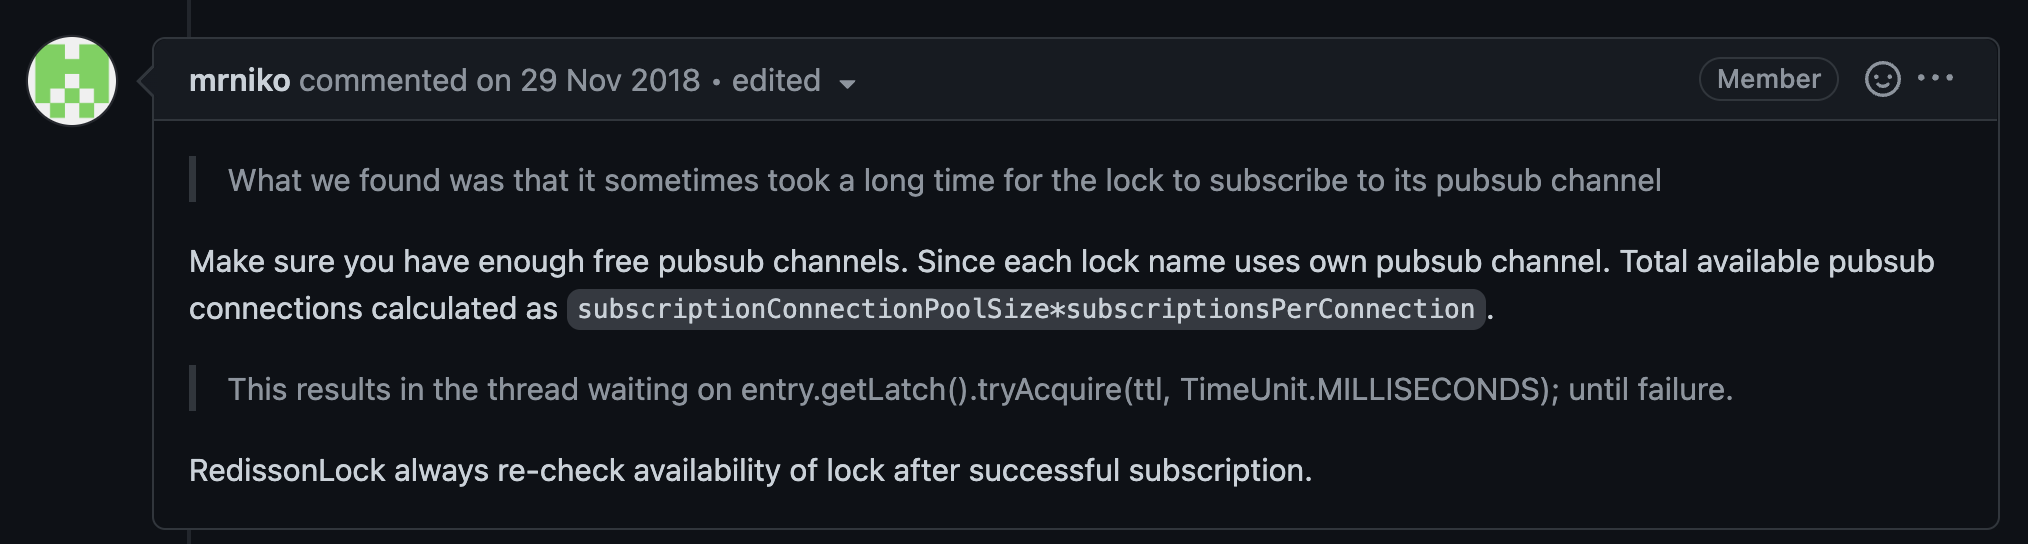 mrniko commented on 29 Nov 2018 • edited
Member
What we found was that it sometimes took a long time for the lock to subscribe to its pubsub channel
Make sure you have enough free pubsub channels. Since each lock name uses own pubsub channel. Total available pubsub
connections calculated as subscriptionConnectionPoolSize*subscriptionsPerConnection.
This results in the thread waiting on entry.getLatch().tryAcquire(ttl, TimeUnit.MILLISECONDS); until failure.
RedissonLock always re-check availability of lock after successful subscription.